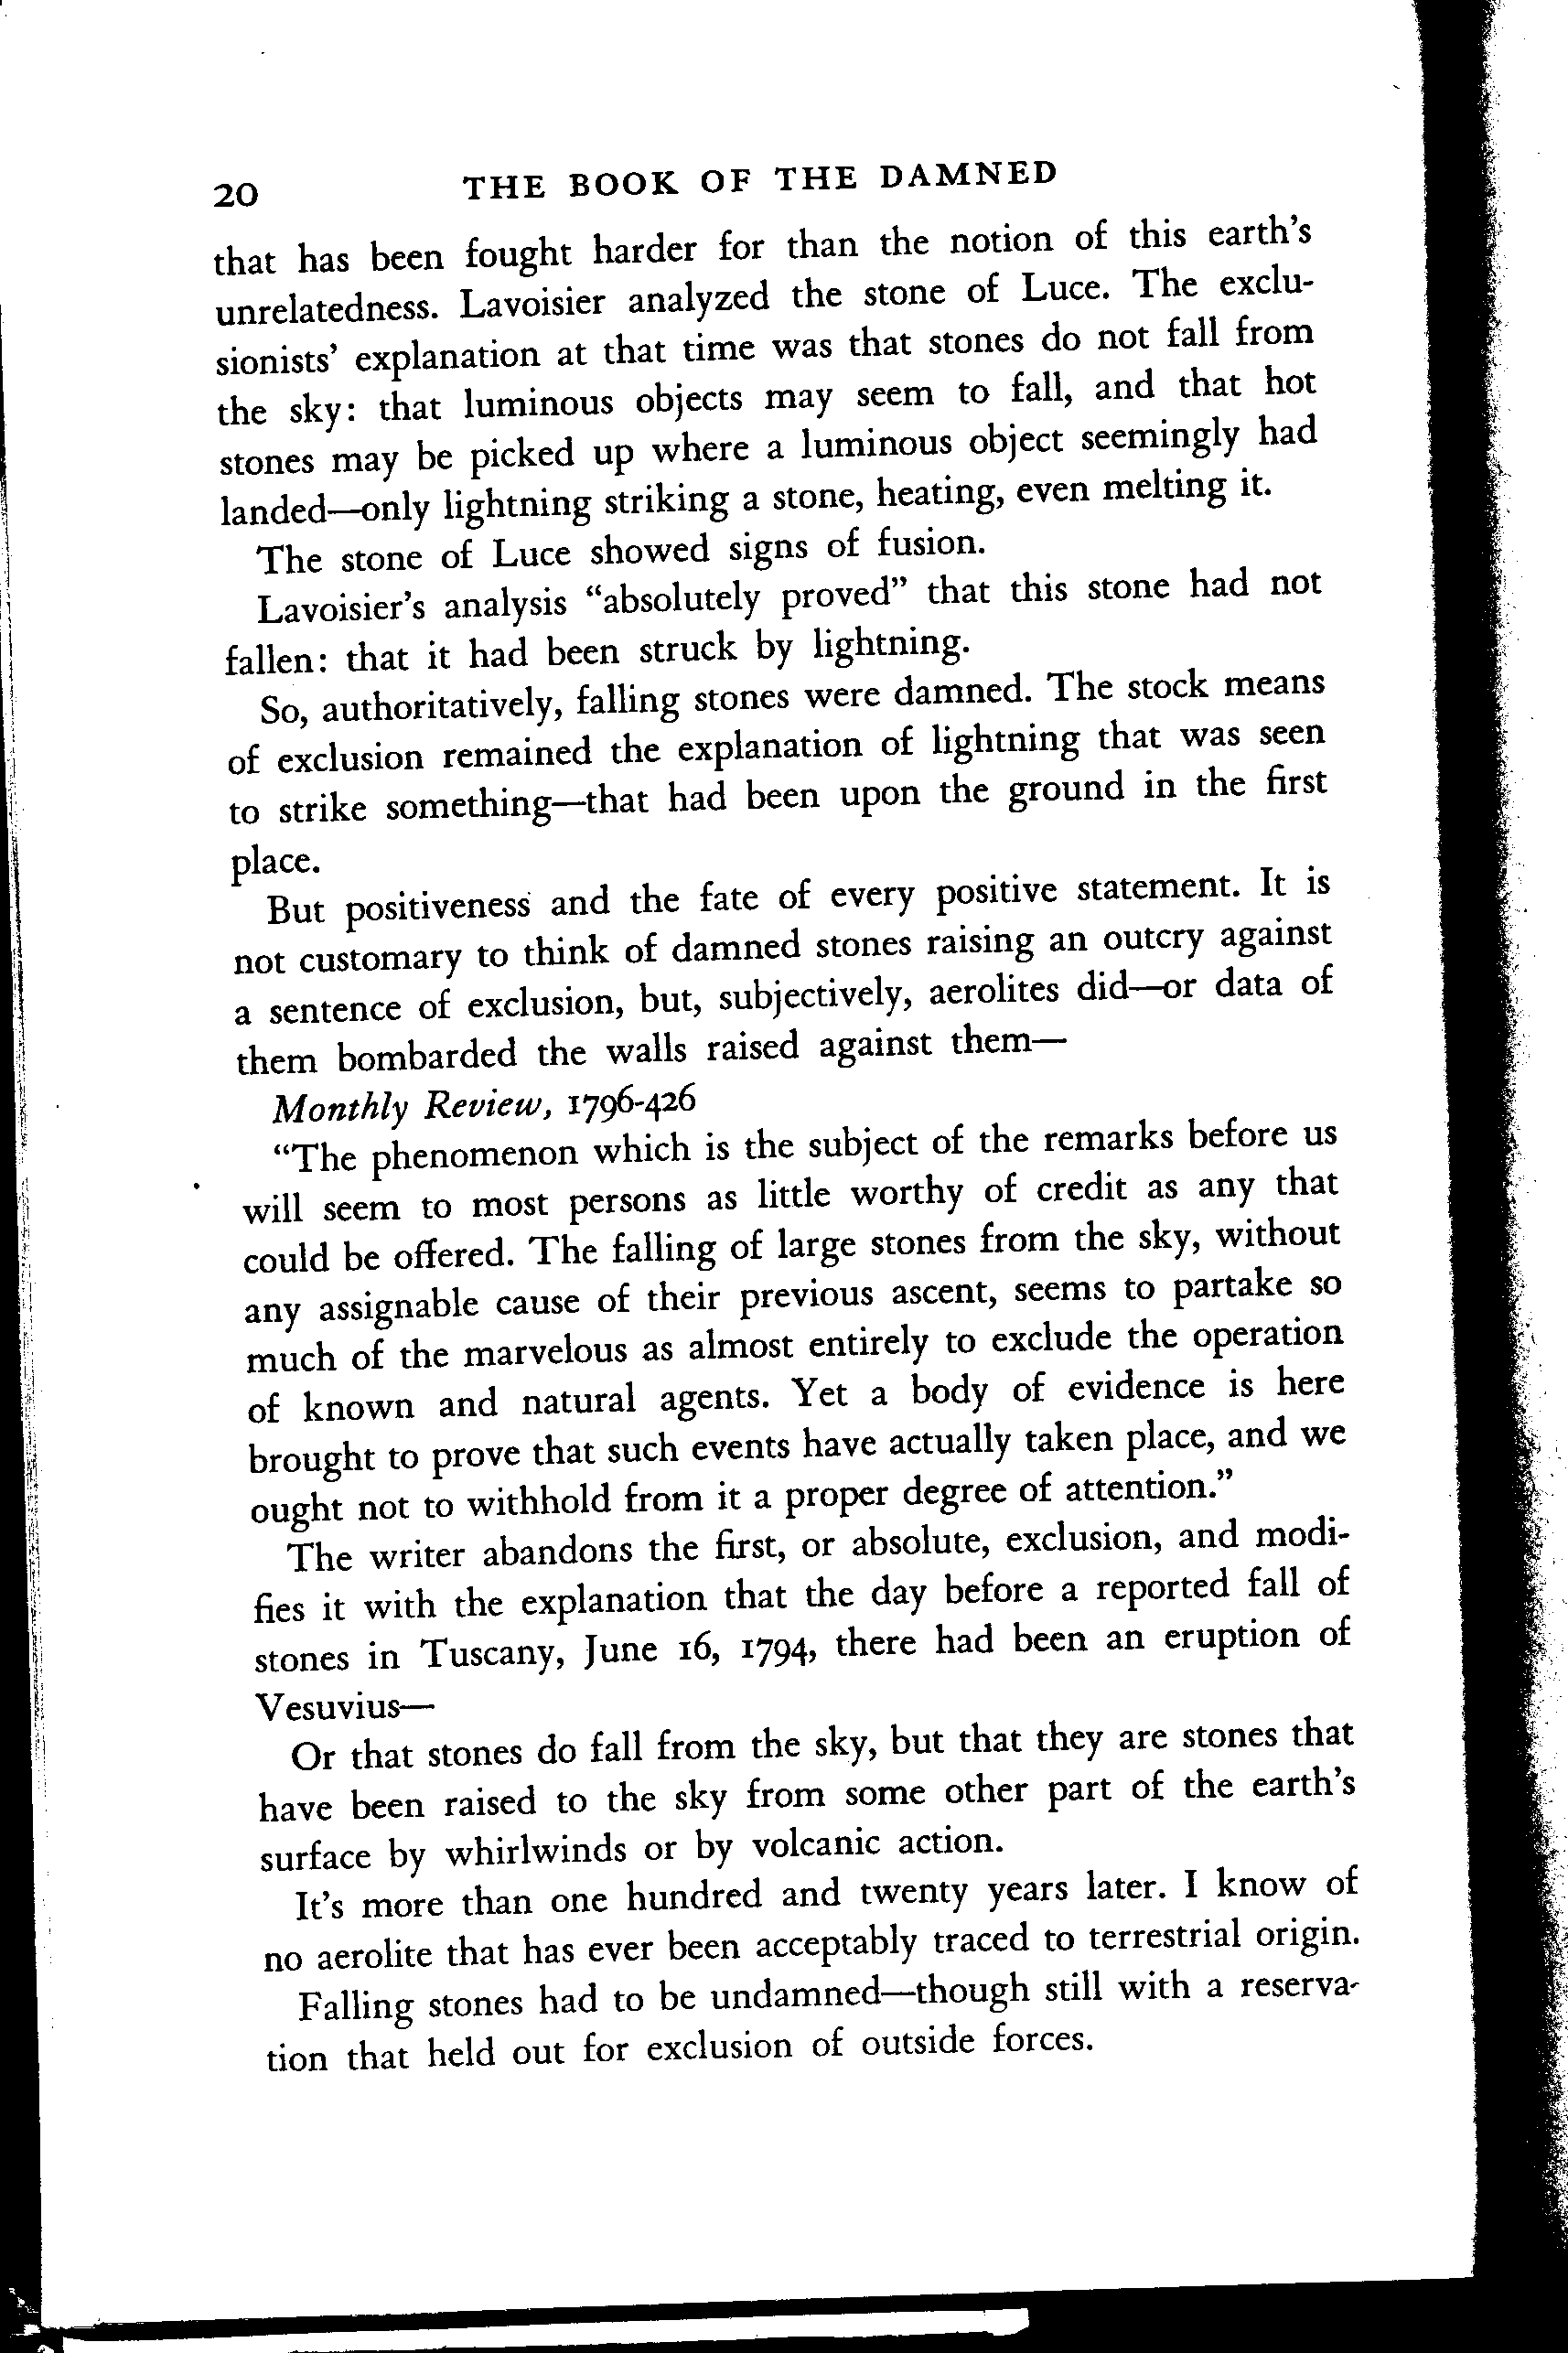 20 THE BOOK OF THE DAMNED
that has been fought harder for than the notion of this earth's
unrelatedness. Lavoisier analyzed the stone of Luce. The exclu-
sionists' explanation at that time was that stones do not fall from
the sky: that luminous objects may seem to fall, and that hot
stones may be picked up where a luminous object seemingly had
landed—only lightning striking a stone, heating, even melting it.
The stone of Luce showed signs of fusion.
Lavoisier's analysis “absolutely proved” that this stone had not
fallen: that it had been struck by lightning.
So, authoritatively, falling stones were damned. The stock means
of exclusion remained the explanation of lightning that was seen
to strike something—that had been upon the ground in the first
place.
But positiveness and the fate of every positive statement. It is
not customary to think of damned stones raising an outcry against
a sentence of exclusion, but, subjectively, aerolites did—or data of
them bombarded the walls raised against them—
Monthly Review, 1796-426
“The phenomenon which is the subject of the remarks before us
will seem to most persons as little worthy of credit as any that
could be offered. The falling of large stones from the sky, without
any assignable cause of their previous ascent, seems to partake so
much of the marvelous as almost entirely to exclude the operation
of known and natural agents. Yet a body of evidence is here
brought to prove that such events have actually taken place, and we
ought not to withhold from it a proper degree of attention.”
The writer abandons the first, or absolute, exclusion, and modi-
fies it with the explanation that the day before a reported fall of
stones in Tuscany, June 16, 1794, there had been an eruption of
Vesuvius—
Or that stones do fall from the sky, but that they are stones that
have been raised to the sky from some other part of the earth's
surface by whirlwinds or by volcanic action.
It's more than one hundred and twenty years later. I know of
no aerolite that has ever been acceptably traced to terrestrial origin.
Falling stones had to be undamned—though still with a reserva-
tion that held out for exclusion of outside forces.